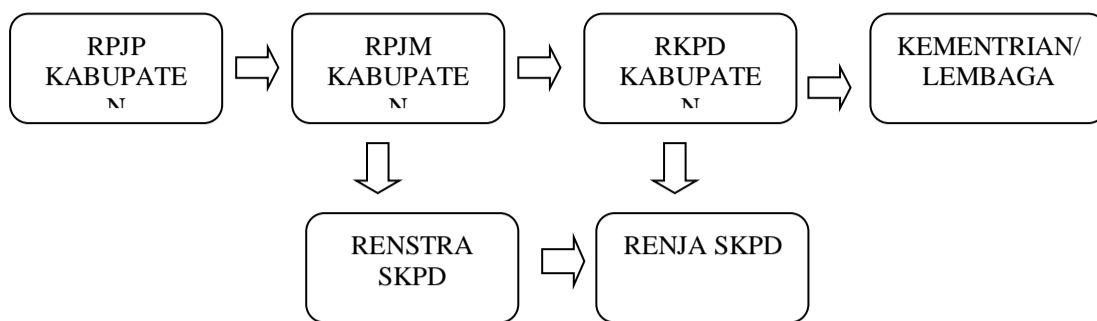 RPJP
KABUPATE
N
RPJM
KABUPATE
N
RKPD
KABUPATE
N
KEMENTRIAN/
LEMBAGA
RENSTRA
SKPD
RENJA SKPD